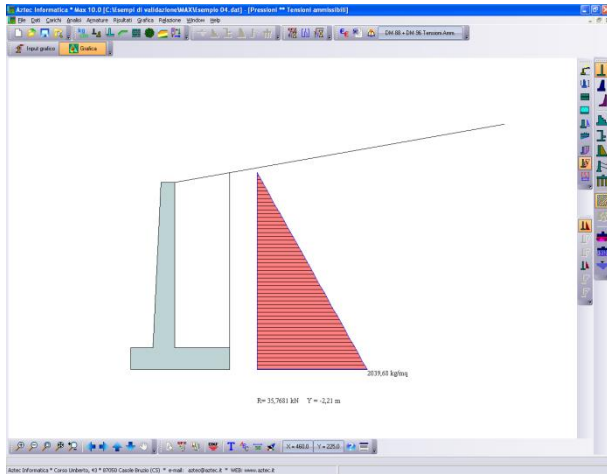 Aztec Informatica * Max 10.0 [C:\Esempi di validazione\MAX\Esempio 04.dat] - [Pressioni ** Tensioni ammissibili]
File Dati Carichi Analisi Armature Risultati Grafica Relazione Window Help
DM 88 + DM 96 Tensioni Amm.
Input grafico Grafica
2039,68 kg/mq
R= 35,7681 kN Y = -2,21 m
X = 460.0 Y = 225.0
Aztec Informatica * Corso Umberto, 43 * 87050 Casole Bruzio (CS) * e-mail: aztec@aztec.it * WEB: www.aztec.it